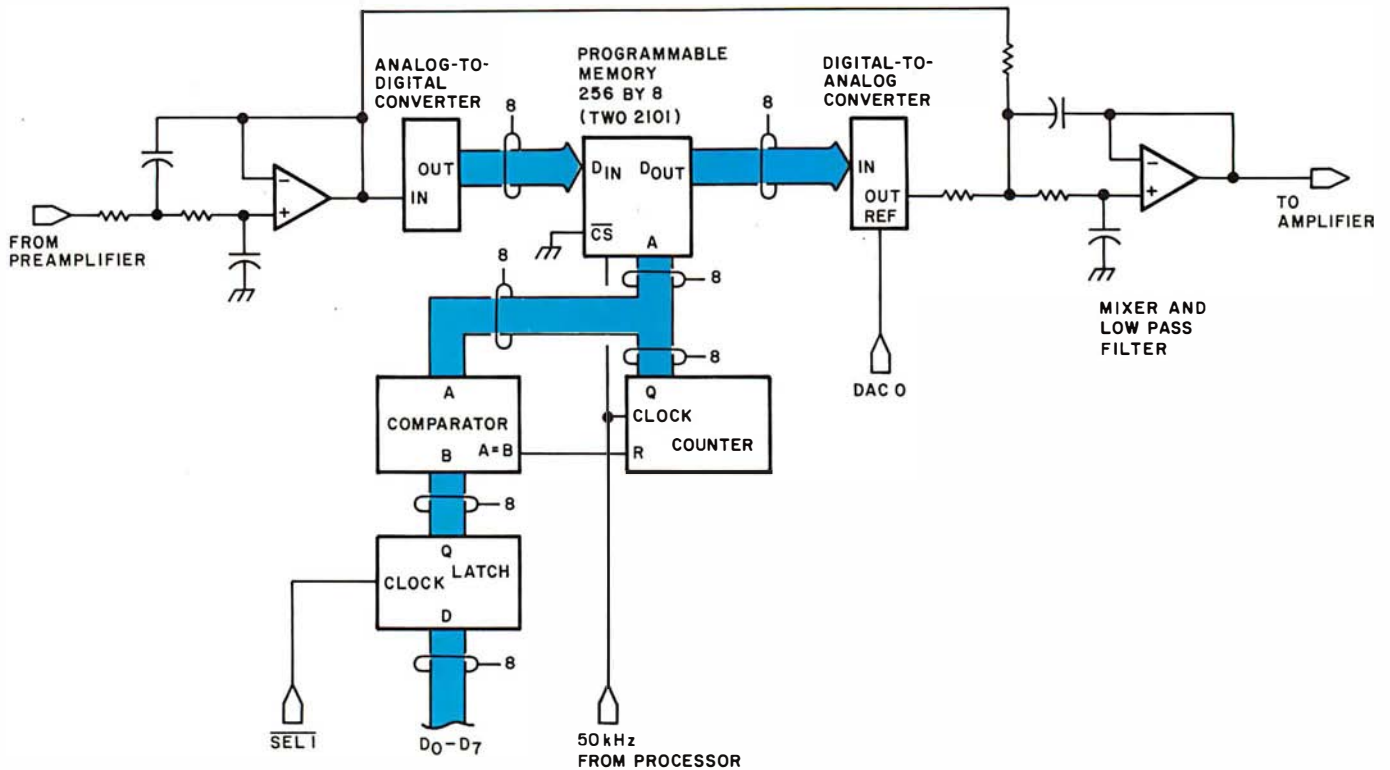 ANALOG-TO-
DIGITAL
CONVERTER
PROGRAMMABLE
MEMORY
256 BY 8
(TWO 2101)
DIGITAL-TO-
ANALOG
CONVERTER
8
8
OUT
IN
DIN
DOUT
CS
A
IN
OUT
REF
-
+
-
+
FROM
PREAMPLIFIER
TO
AMPLIFIER
8
8
8
MIXER AND
LOW PASS
FILTER
DAC 0
A
COMPARATOR
B
A=B
Q
CLOCK
COUNTER
R
8
Q
CLOCK
LATCH
D
8
SEL 1
D0-D7
50kHz
FROM PROCESSOR